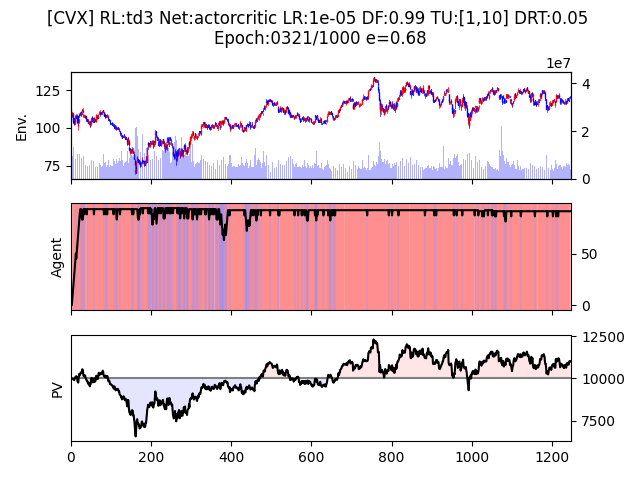 [CVX] RL:td3 Net:actorcritic LR:1e-05 DF:0.99 TU:[1,10] DRT:0.05
Epoch:0321/1000 e=0.68
1e7
125
100
75
Env.
4
2
0
Agent
50
0
PV
12500
10000
7500
0 200 400 600 800 1000 1200